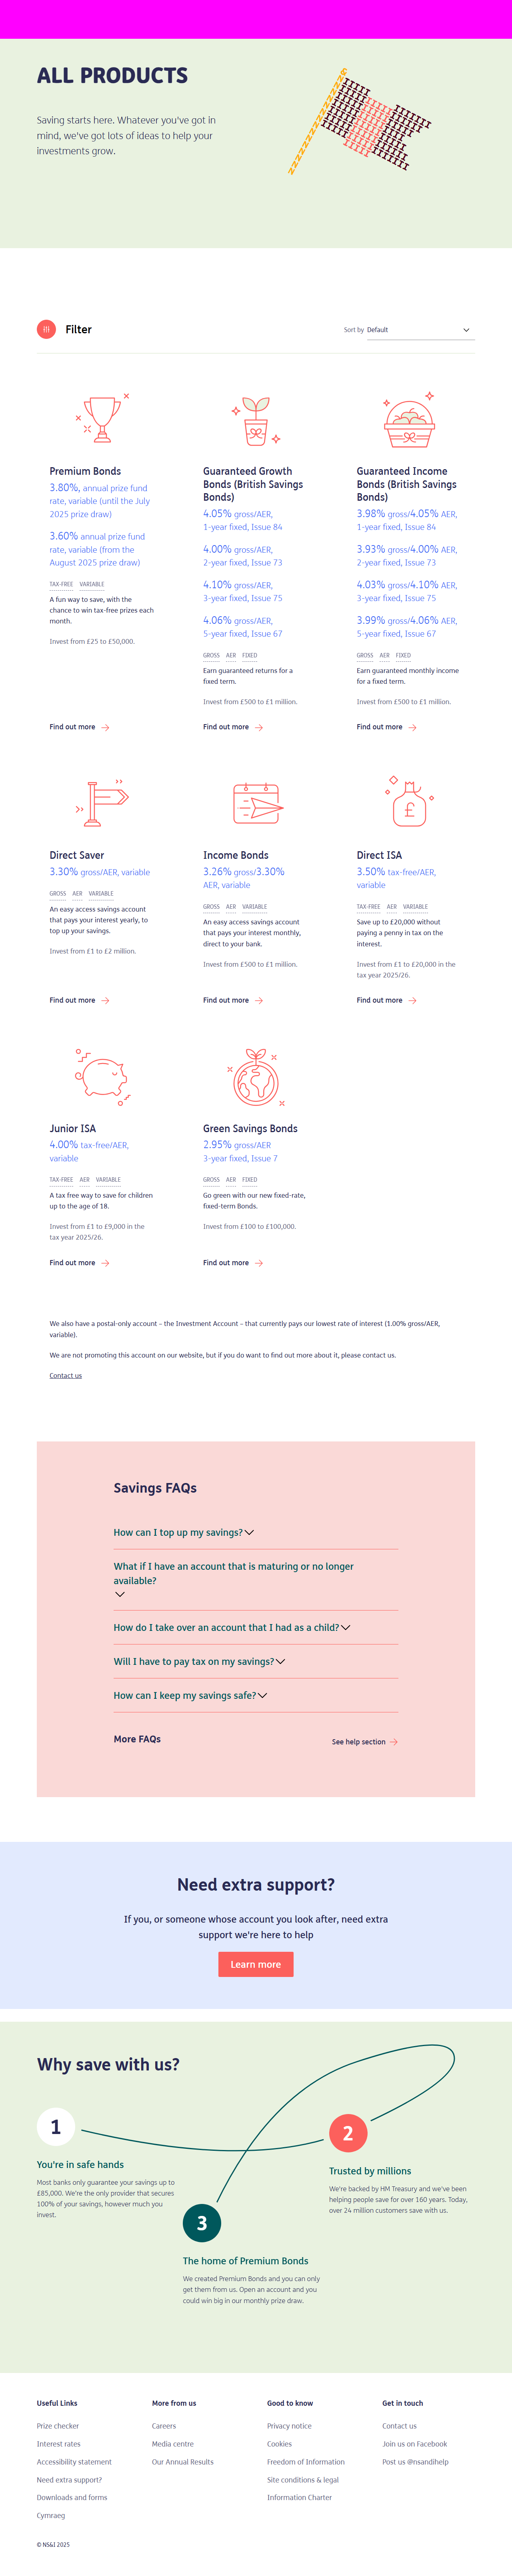 ALL PRODUCTS
Saving starts here. Whatever you've got in
mind, we've got lots of ideas to help your
investments grow.
Filter
Sort by Default
Premium Bonds
3.80%, annual prize fund
rate, variable (until the July
2025 prize draw)
3.60% annual prize fund
rate, variable (from the
August 2025 prize draw)
TAX-FREE VARIABLE
A fun way to save, with the
chance to win tax-free prizes each
month.
Invest from £25 to £50,000.
Find out more
Guaranteed Growth
Bonds (British Savings
Bonds)
4.05% gross/AER,
1-year fixed, Issue 84
4.00% gross/AER,
2-year fixed, Issue 73
4.10% gross/AER,
3-year fixed, Issue 75
4.06% gross/AER,
5-year fixed, Issue 67
GROSS AER FIXED
Earn guaranteed returns for a
fixed term.
Invest from £500 to £1 million.
Find out more
Guaranteed Income
Bonds (British Savings
Bonds)
3.98% gross/4.05% AER,
1-year fixed, Issue 84
3.93% gross/4.00% AER,
2-year fixed, Issue 73
4.03% gross/4.10% AER,
3-year fixed, Issue 75
3.99% gross/4.06% AER,
5-year fixed, Issue 67
GROSS AER FIXED
Earn guaranteed monthly income
for a fixed term.
Invest from £500 to £1 million.
Find out more
Direct Saver
3.30% gross/AER, variable
GROSS AER VARIABLE
An easy access savings account
that pays your interest yearly, to
top up your savings.
Invest from £1 to £2 million.
Find out more
Income Bonds
3.26% gross/3.30%
AER, variable
GROSS AER VARIABLE
An easy access savings account
that pays your interest monthly,
direct to your bank.
Invest from £500 to £1 million.
Find out more
£
Direct ISA
3.50% tax-free/AER,
variable
TAX-FREE AER VARIABLE
Save up to £20,000 without
paying a penny in tax on the
interest.
Invest from £1 to £20,000 in the
tax year 2025/26.
Find out more
Junior ISA
4.00% tax-free/AER,
variable
TAX-FREE AER VARIABLE
A tax free way to save for children
up to the age of 18.
Invest from £1 to £9,000 in the
tax year 2025/26.
Find out more
Green Savings Bonds
2.95% gross/AER
3-year fixed, Issue 7
GROSS AER FIXED
Go green with our new fixed-rate,
fixed-term Bonds.
Invest from £100 to £100,000.
Find out more
We also have a postal-only account – the Investment Account – that currently pays our lowest rate of interest (1.00% gross/AER,
variable).
We are not promoting this account on our website, but if you do want to find out more about it, please contact us.
Contact us
Savings FAQs
How can I top up my savings?
What if I have an account that is maturing or no longer
available?
How do I take over an account that I had as a child?
Will I have to pay tax on my savings?
How can I keep my savings safe?
More FAQs
See help section
Need extra support?
If you, or someone whose account you look after, need extra
support we're here to help
Learn more
Why save with us?
1
You're in safe hands
Most banks only guarantee your savings up to
£85,000. We're the only provider that secures
100% of your savings, however much you
invest.
2
Trusted by millions
We're backed by HM Treasury and we've been
helping people save for over 160 years. Today,
over 24 million customers save with us.
3
The home of Premium Bonds
We created Premium Bonds and you can only
get them from us. Open an account and you
could win big in our monthly prize draw.
Useful Links
Prize checker
Interest rates
Accessibility statement
Need extra support?
Downloads and forms
Cymraeg
More from us
Careers
Media centre
Our Annual Results
Good to know
Privacy notice
Cookies
Freedom of Information
Site conditions & legal
Information Charter
Get in touch
Contact us
Join us on Facebook
Post us @nsandihelp
© NS&I 2025